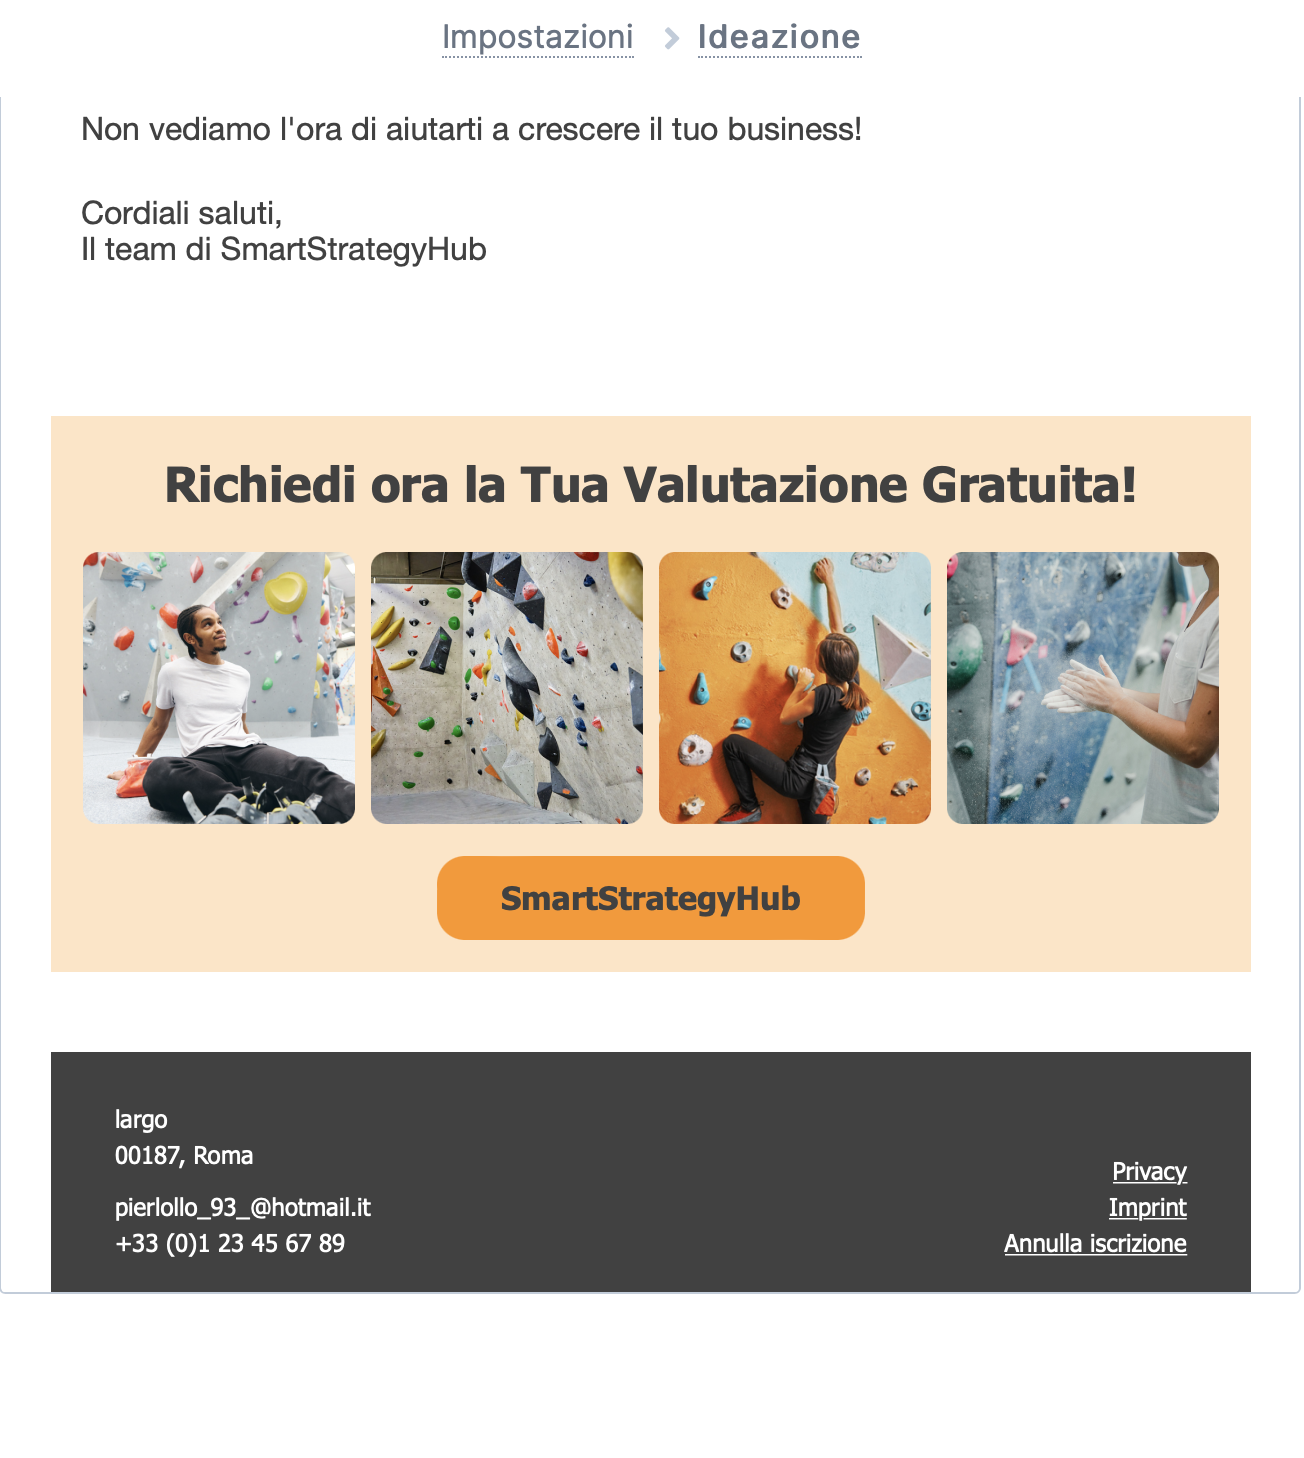 Impostazioni > Ideazione
Non vediamo l'ora di aiutarti a crescere il tuo business!
Cordiali saluti,
Il team di SmartStrategyHub
Richiedi ora la Tua Valutazione Gratuita!
SmartStrategyHub
largo
00187, Roma
pierlollo_93_@hotmail.it
+33 (0)1 23 45 67 89
Privacy
Imprint
Annulla iscrizione